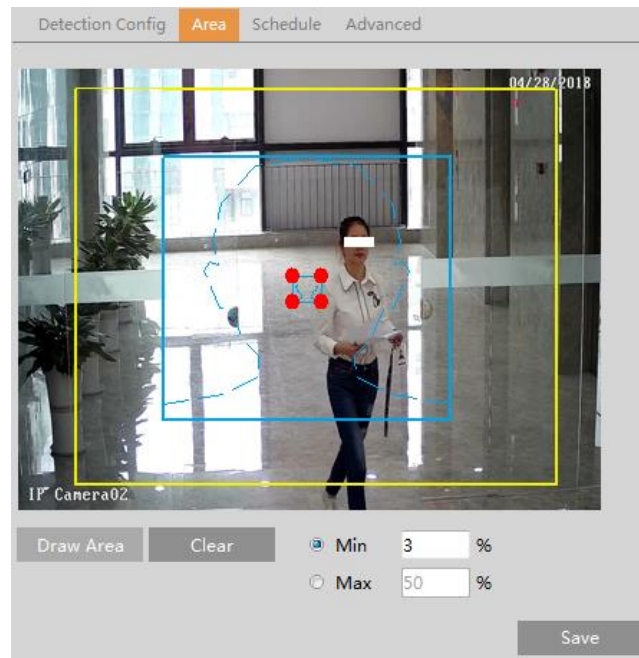 Detection Config Area Schedule Advanced
04/28/2018
IP Camera02
Draw Area Clear Min 3 %
Max 50 %
Save